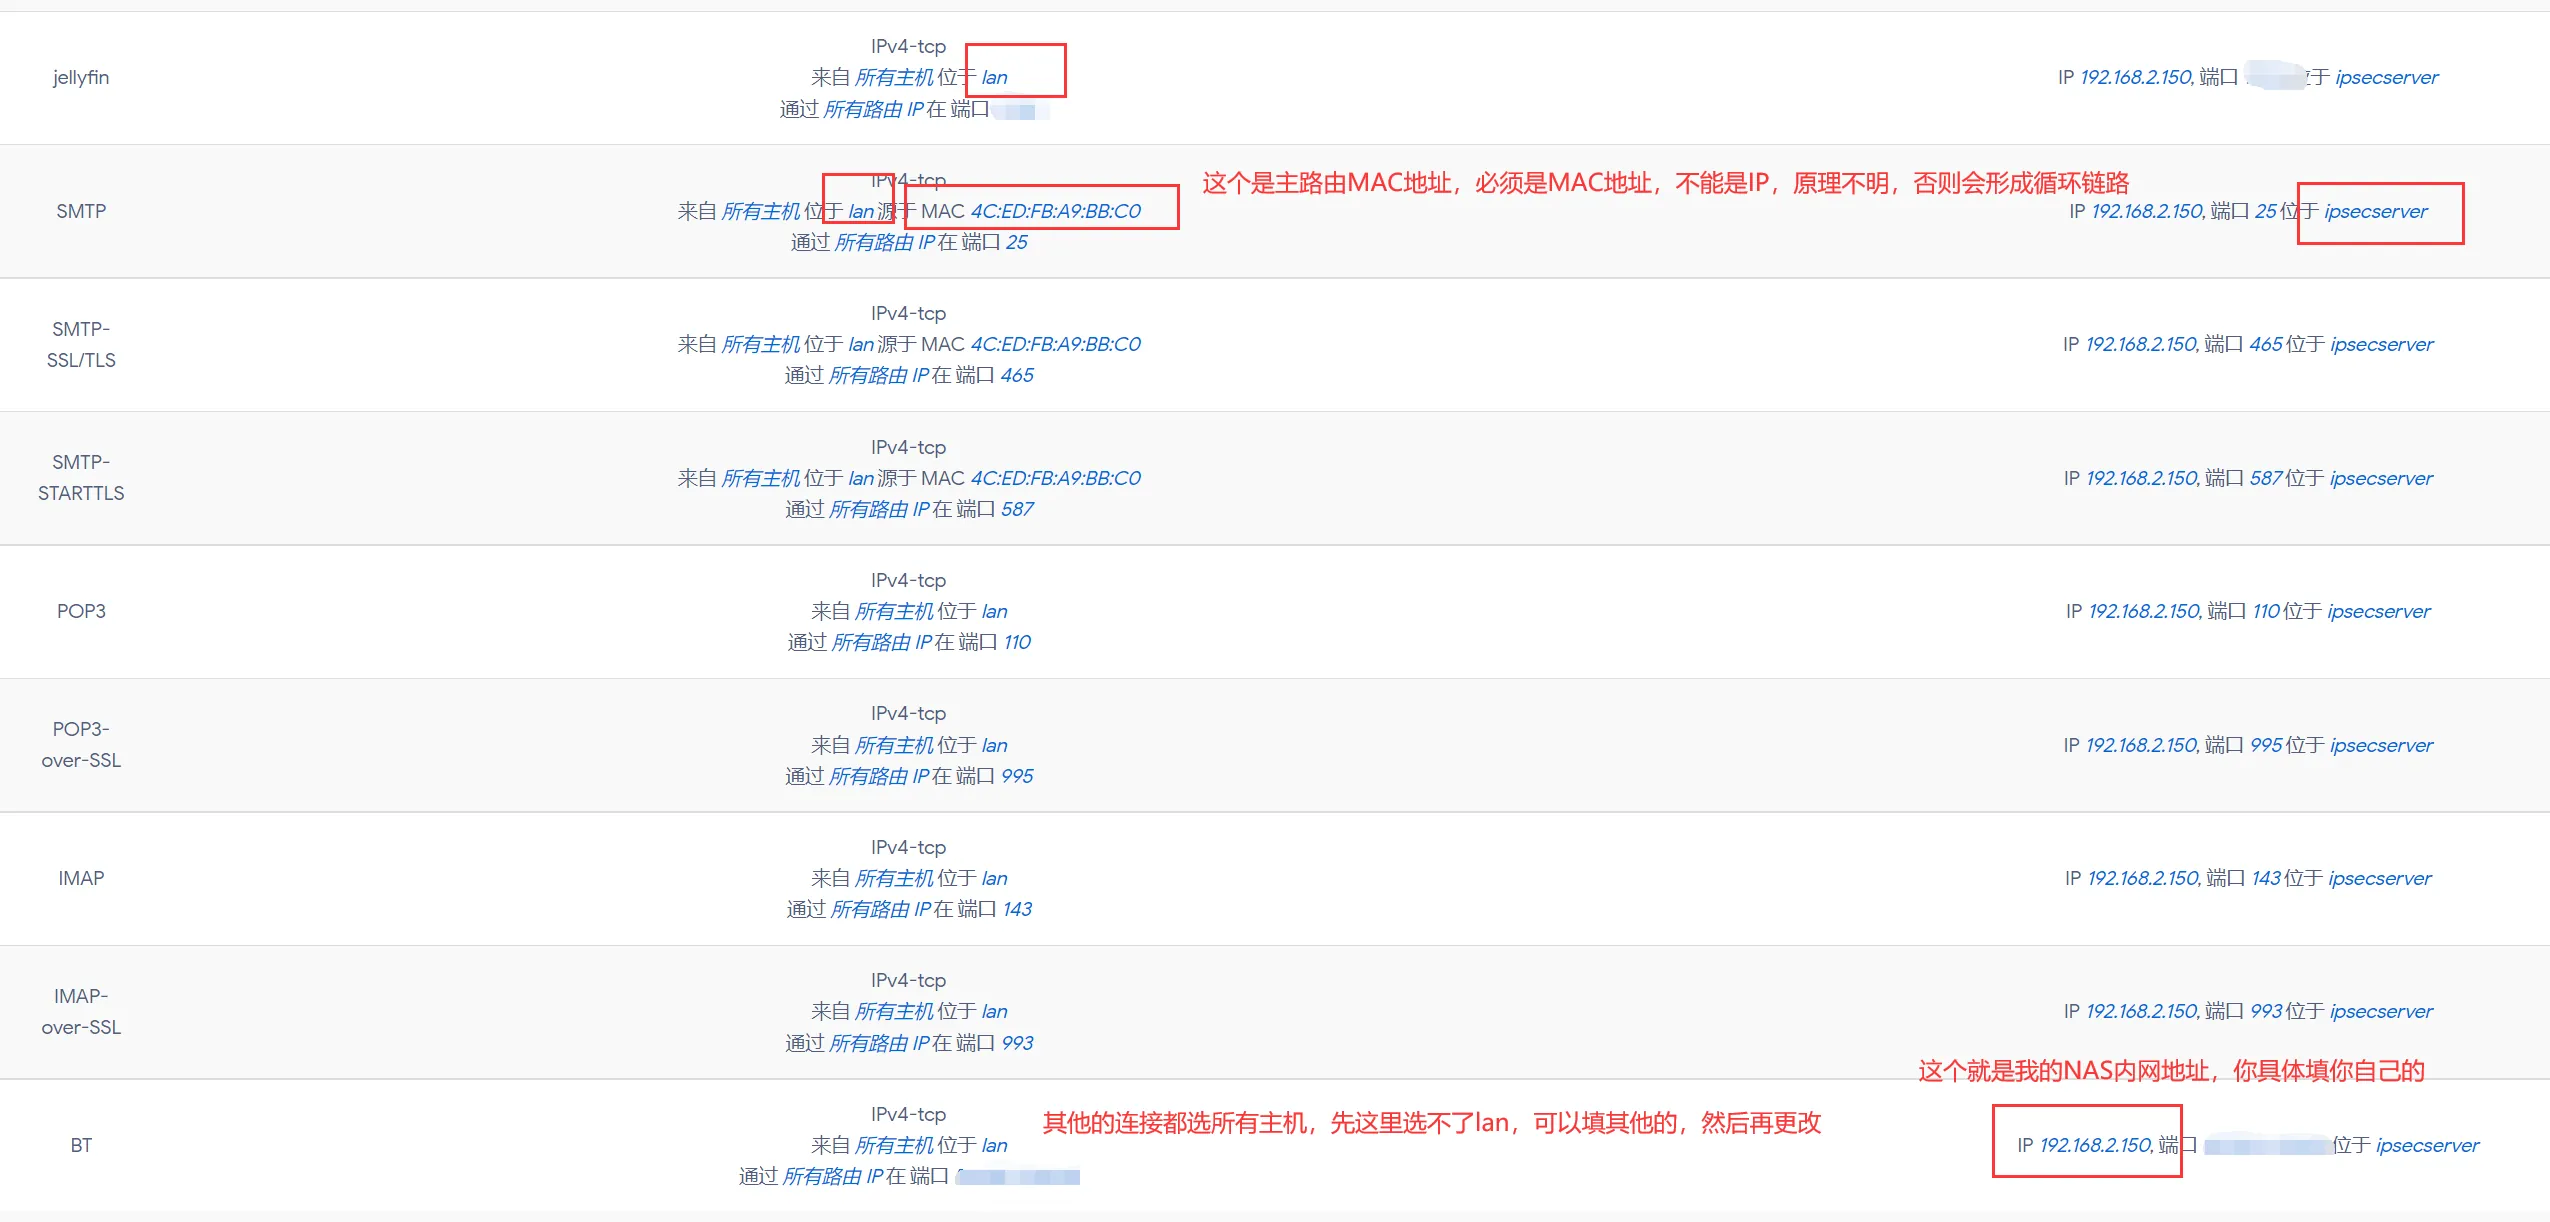 jellyfin
IPv4-tcp
来自 所有主机 位于 lan
通过 所有路由 IP 在 端口
IP 192.168.2.150, 端口 位于 ipsecserver
SMTP
IPv4-tcp
来自 所有主机 位于 lan 源于 MAC 4C:ED:FB:A9:BB:C0
通过 所有路由 IP 在 端口 25
这个是主路由MAC地址，必须是MAC地址，不能是IP，原理不明，否则会形成循环链路
IP 192.168.2.150, 端口 25 位于 ipsecserver
SMTP-
SSL/TLS
IPv4-tcp
来自 所有主机 位于 lan 源于 MAC 4C:ED:FB:A9:BB:C0
通过 所有路由 IP 在 端口 465
IP 192.168.2.150, 端口 465 位于 ipsecserver
SMTP-
STARTTLS
IPv4-tcp
来自 所有主机 位于 lan 源于 MAC 4C:ED:FB:A9:BB:C0
通过 所有路由 IP 在 端口 587
IP 192.168.2.150, 端口 587 位于 ipsecserver
POP3
IPv4-tcp
来自 所有主机 位于 lan
通过 所有路由 IP 在 端口 110
IP 192.168.2.150, 端口 110 位于 ipsecserver
POP3-
over-SSL
IPv4-tcp
来自 所有主机 位于 lan
通过 所有路由 IP 在 端口 995
IP 192.168.2.150, 端口 995 位于 ipsecserver
IMAP
IPv4-tcp
来自 所有主机 位于 lan
通过 所有路由 IP 在 端口 143
IP 192.168.2.150, 端口 143 位于 ipsecserver
IMAP-
over-SSL
IPv4-tcp
来自 所有主机 位于 lan
通过 所有路由 IP 在 端口 993
IP 192.168.2.150, 端口 993 位于 ipsecserver
这个就是我的NAS内网地址，你具体填你自己的
BT
IPv4-tcp
来自 所有主机 位于 lan
通过 所有路由 IP 在 端口
其他的连接都选所有主机，先这里选不了lan，可以填其他的，然后再更改
IP 192.168.2.150, 端口 位于 ipsecserver